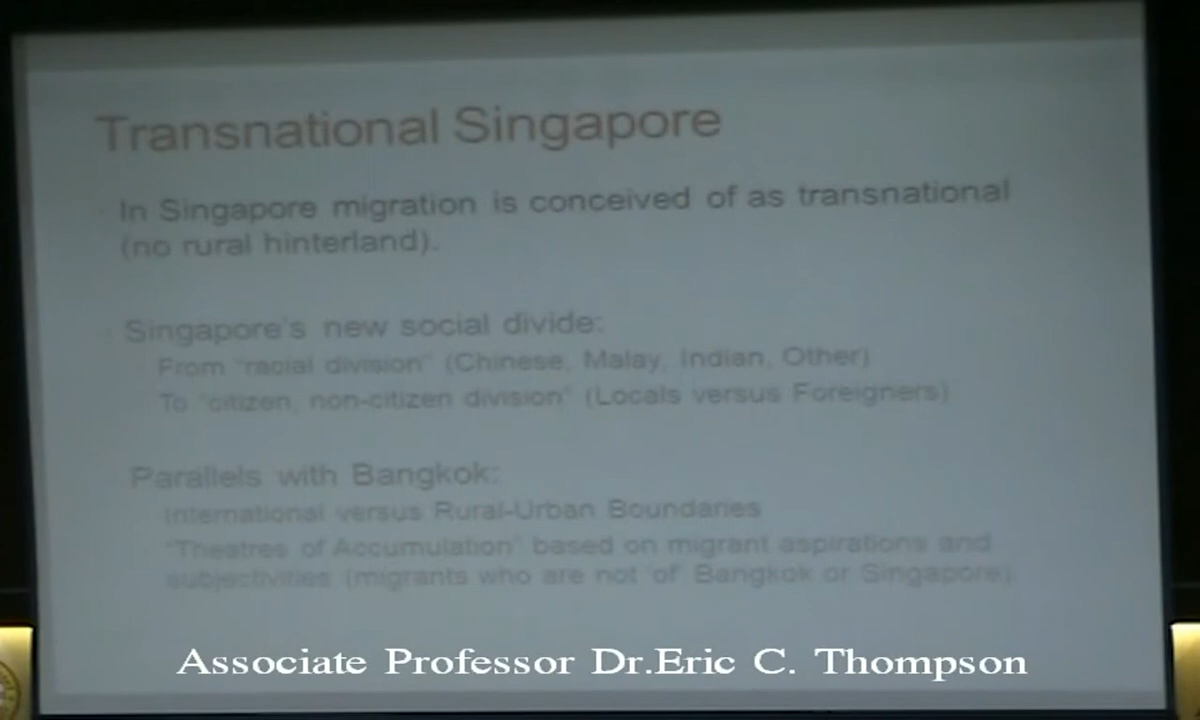 Transnational Singapore
In Singapore migration is conceived of as transnational
(no rural hinterland).
Singapore's new social divide:
From "racial division" (Chinese, Malay, Indian, Other)
To "citizen, non-citizen division" (Locals versus Foreigners)
Parallels with Bangkok:
International versus Rural-Urban Boundaries
"Theatres of Accumulation" based on migrant aspirations and
subjectivities (migrants who are not 'of' Bangkok or Singapore)
Associate Professor Dr.Eric C. Thompson